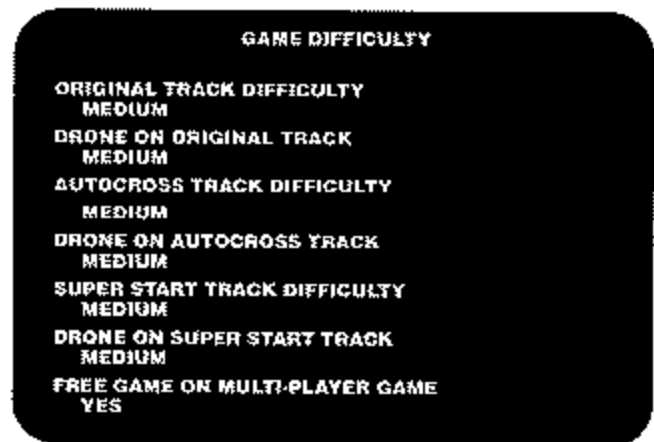 GAME DIFFICULTY
ORIGINAL TRACK DIFFICULTY
MEDIUM
DRONE ON ORIGINAL TRACK
MEDIUM
AUTOCROSS TRACK DIFFICULTY
MEDIUM
DRONE ON AUTOCROSS TRACK
MEDIUM
SUPER START TRACK DIFFICULTY
MEDIUM
DRONE ON SUPER START TRACK
MEDIUM
FREE GAME ON MULTI-PLAYER GAME
YES